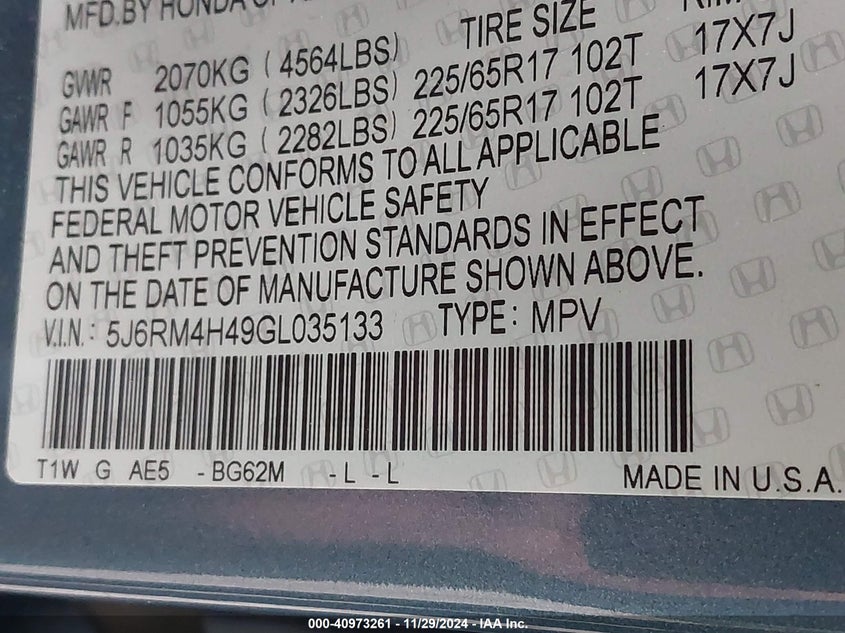 MFD.BY HONDA OF
TIRE SIZE
GVWR 2070KG ( 4564LBS)
GAWR F 1055KG ( 2326LBS) 225/65R17 102T 17X7J
GAWR R 1035KG ( 2282LBS) 225/65R17 102T 17X7J
THIS VEHICLE CONFORMS TO ALL APPLICABLE
FEDERAL MOTOR VEHICLE SAFETY
AND THEFT PREVENTION STANDARDS IN EFFECT
ON THE DATE OF MANUFACTURE SHOWN ABOVE.
V.I.N.: 5J6RM4H49GL035133 TYPE: MPV
T1W G AE5 -BG62M -L -L
MADE IN U.S.A.
000-40973261 - 11/29/2024 - IAA Inc.